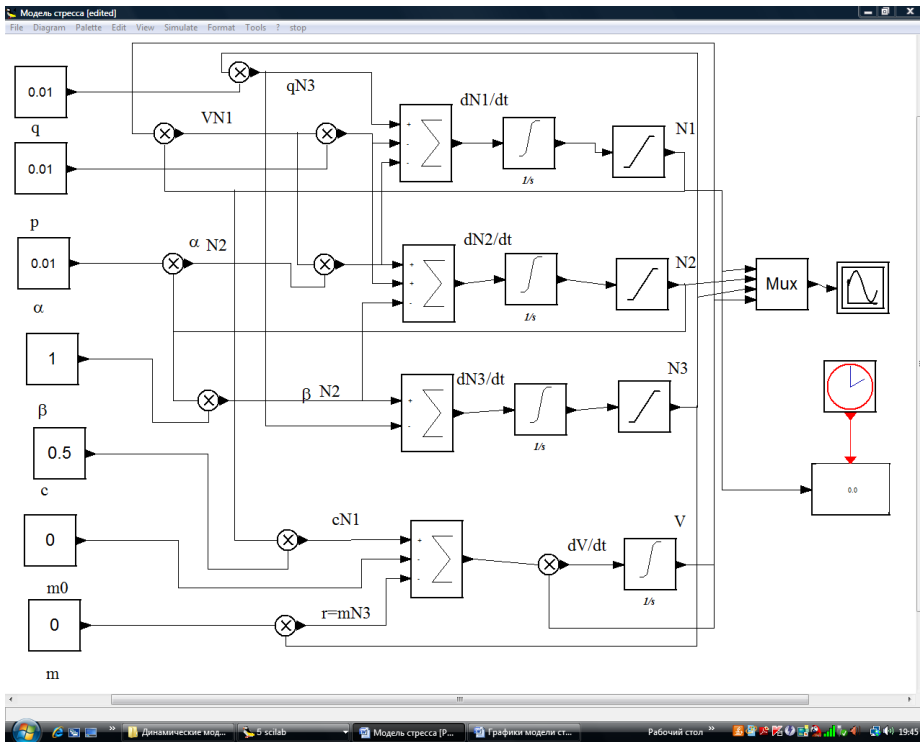 Модель стресса [edited]
File Diagram Palette Edit View Simulate Format Tools ? stop
0.01
q
0.01
p
0.01
α
1
β
0.5
c
0
m0
0
m
qN3
VN1
α N2
β N2
cN1
r=mN3
+
-
-
dN1/dt
1/s
N1
+
+
-
dN2/dt
1/s
N2
+
-
dN3/dt
1/s
N3
+
-
-
dV/dt
1/s
V
Mux
0.0
Динамические мод...
5 scilab
Модель стресса [Р...
Графики модели ст...
Рабочий стол